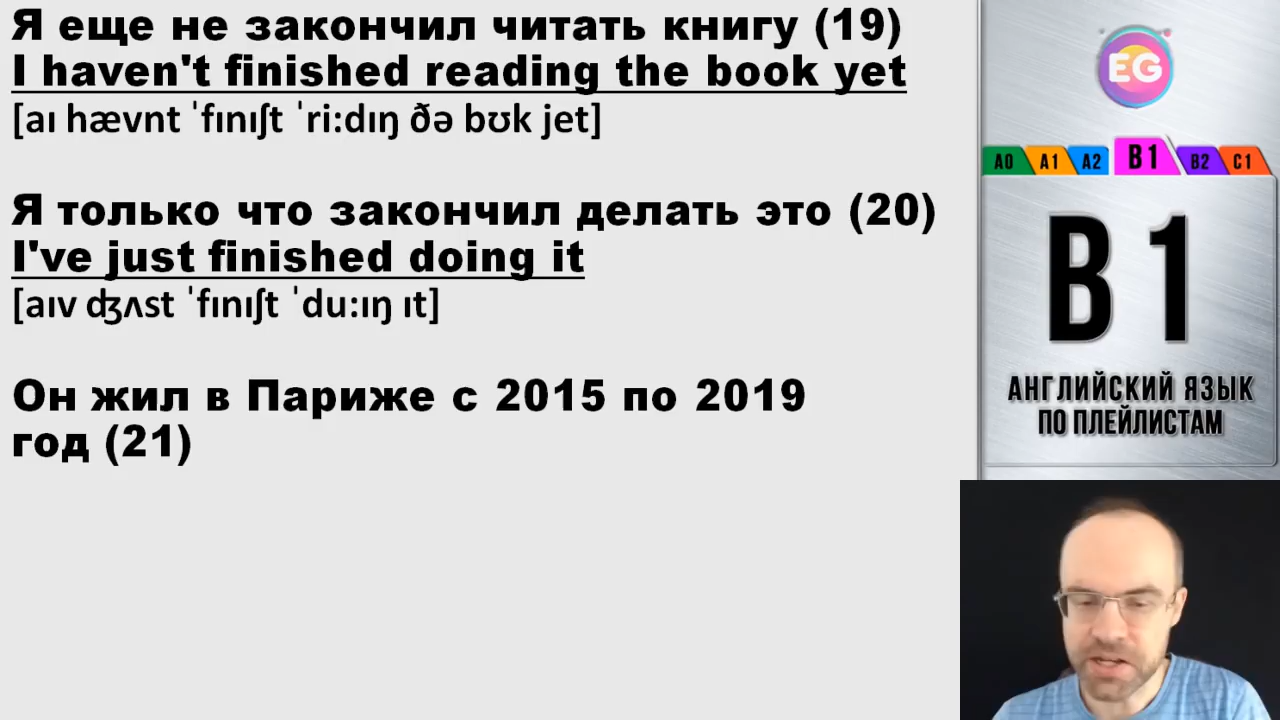 Я еще не закончил читать книгу (19)
I haven't finished reading the book yet
[aɪ hævnt ˈfɪnɪʃt ˈriːdɪŋ ðə bʊk jet]
Я только что закончил делать это (20)
I've just finished doing it
[aɪv ʤʌst ˈfɪnɪʃt ˈduːɪŋ ɪt]
Он жил в Париже с 2015 по 2019
год (21)
EG
A0 A1 A2 B1 B2 C1
B1
АНГЛИЙСКИЙ ЯЗЫК
ПО ПЛЕЙЛИСТАМ